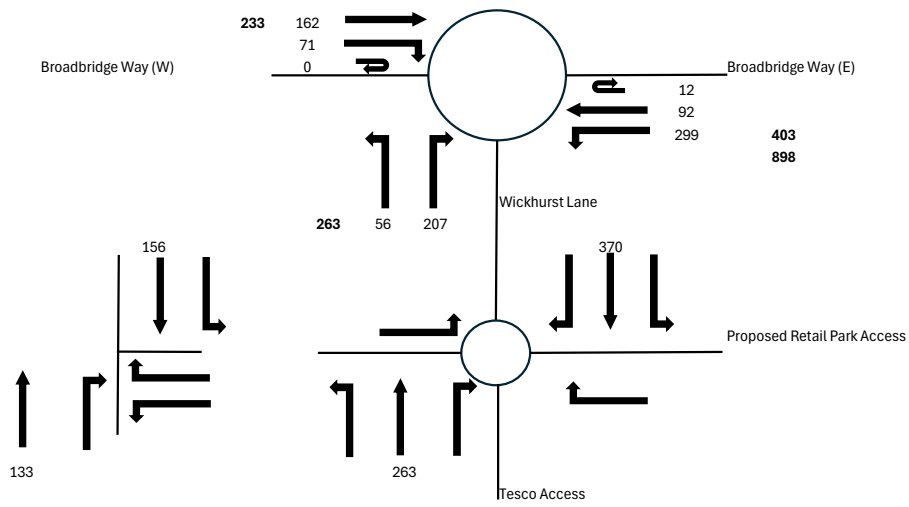 233 162
71
0
Broadbridge Way (W)
Broadbridge Way (E)
12
92
299 403
898
Wickhurst Lane
263 56 207
156
370
Proposed Retail Park Access
133
263
Tesco Access